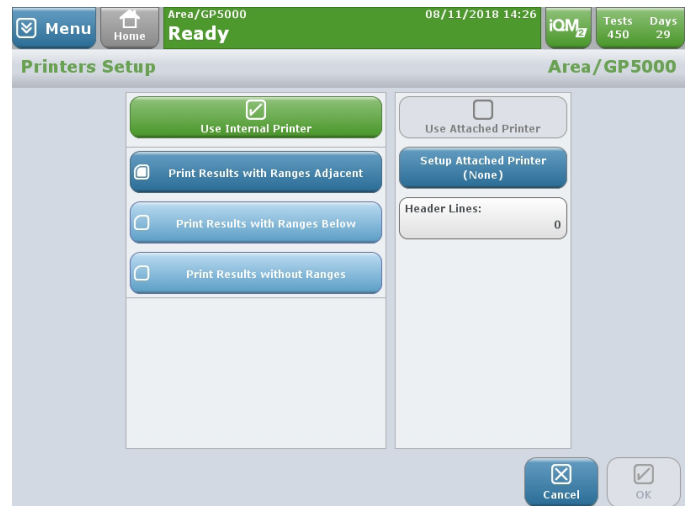 Menu
Home
Area/GP5000
08/11/2018 14:26
Ready
iQM2
Tests Days
450 29
Printers Setup
Area/GP5000
Use Internal Printer
Print Results with Ranges Adjacent
Print Results with Ranges Below
Print Results without Ranges
Use Attached Printer
Setup Attached Printer
(None)
Header Lines:
0
Cancel
OK